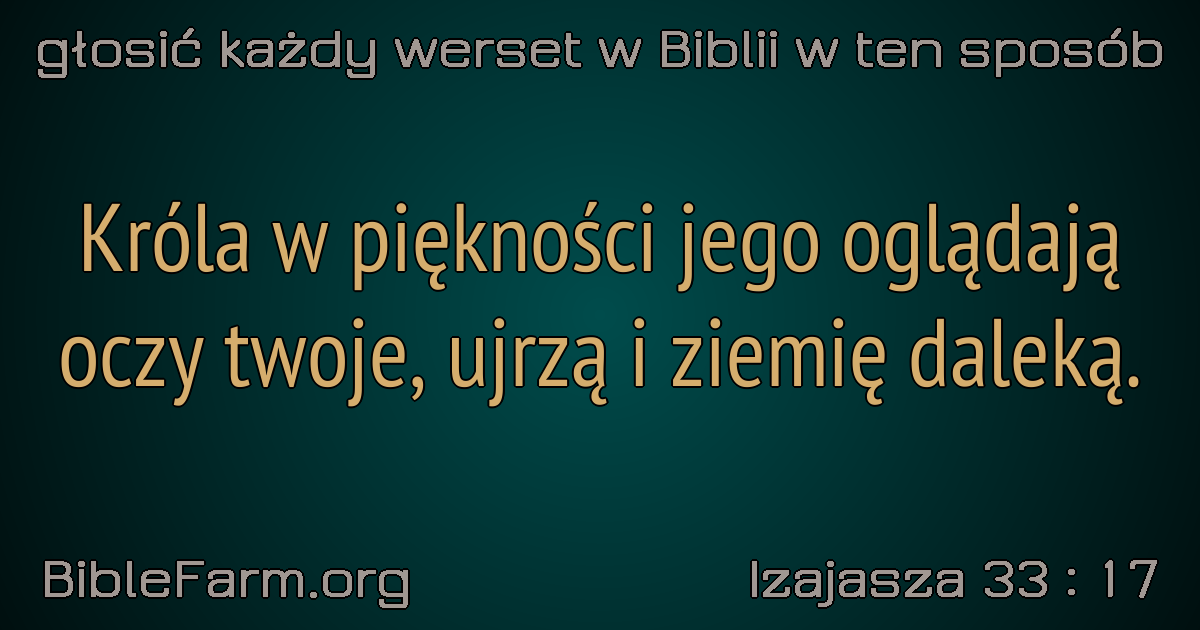 głosić każdy werset w Biblii w ten sposób
Króla w piękności jego oglądają
oczy twoje, ujrzą i ziemię daleką.
BibleFarm.org
Izajasza 33 : 17